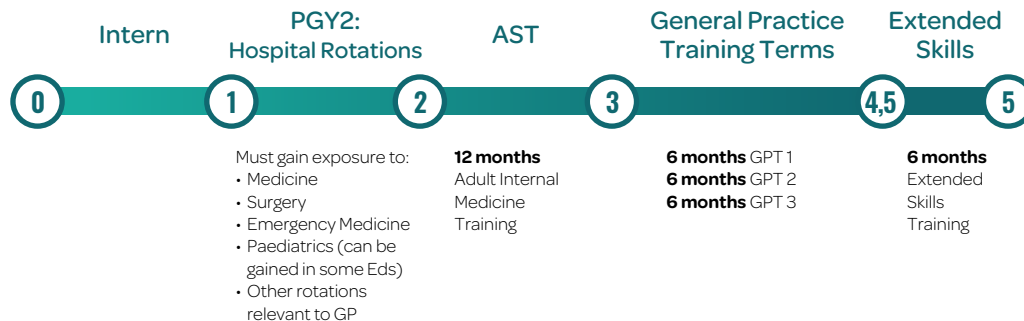 Intern
PGY2:
Hospital Rotations
AST
General Practice
Training Terms
Extended
Skills
0
1
2
3
4,5
5
Must gain exposure to:
• Medicine
• Surgery
• Emergency Medicine
• Paediatrics (can be
gained in some Eds)
• Other rotations
relevant to GP
12 months
Adult Internal
Medicine
Training
6 months GPT 1
6 months GPT 2
6 months GPT 3
6 months
Extended
Skills
Training